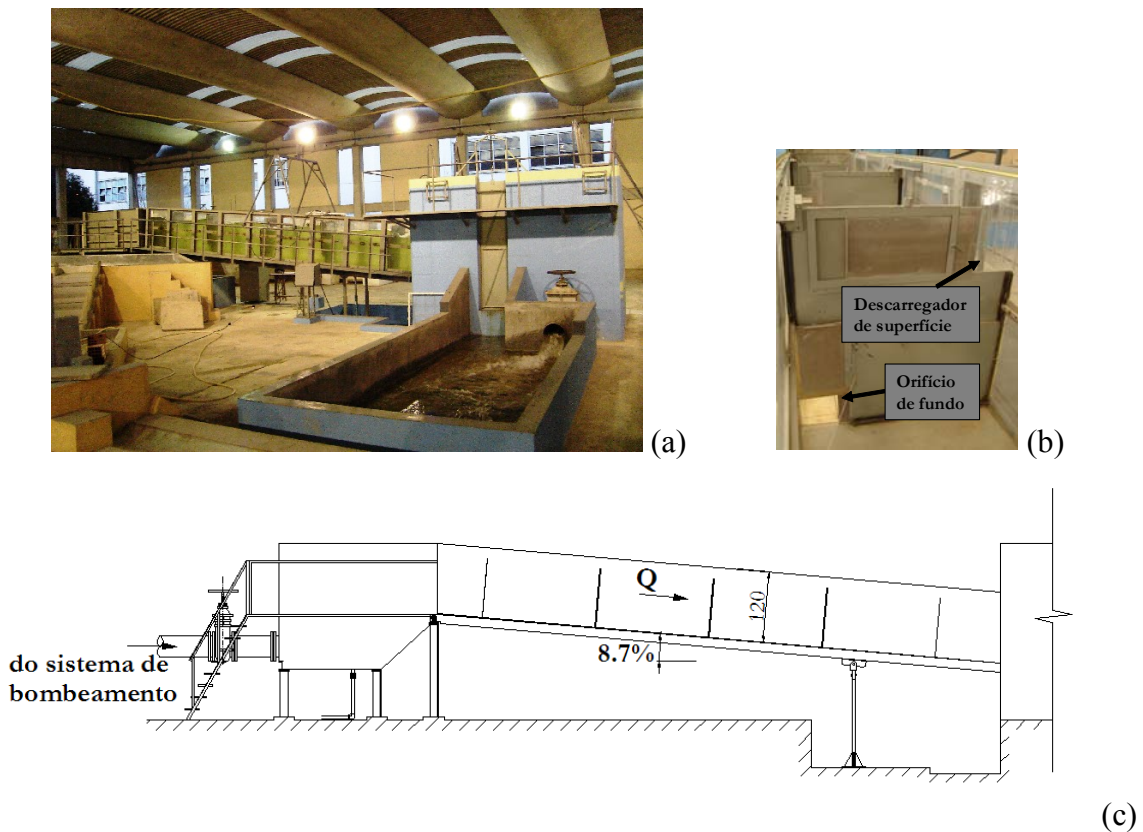 (a)
Descarregador
de superfície
Orifício
de fundo
(b)
Q
120
8.7%
do sistema de
bombeamento
(c)